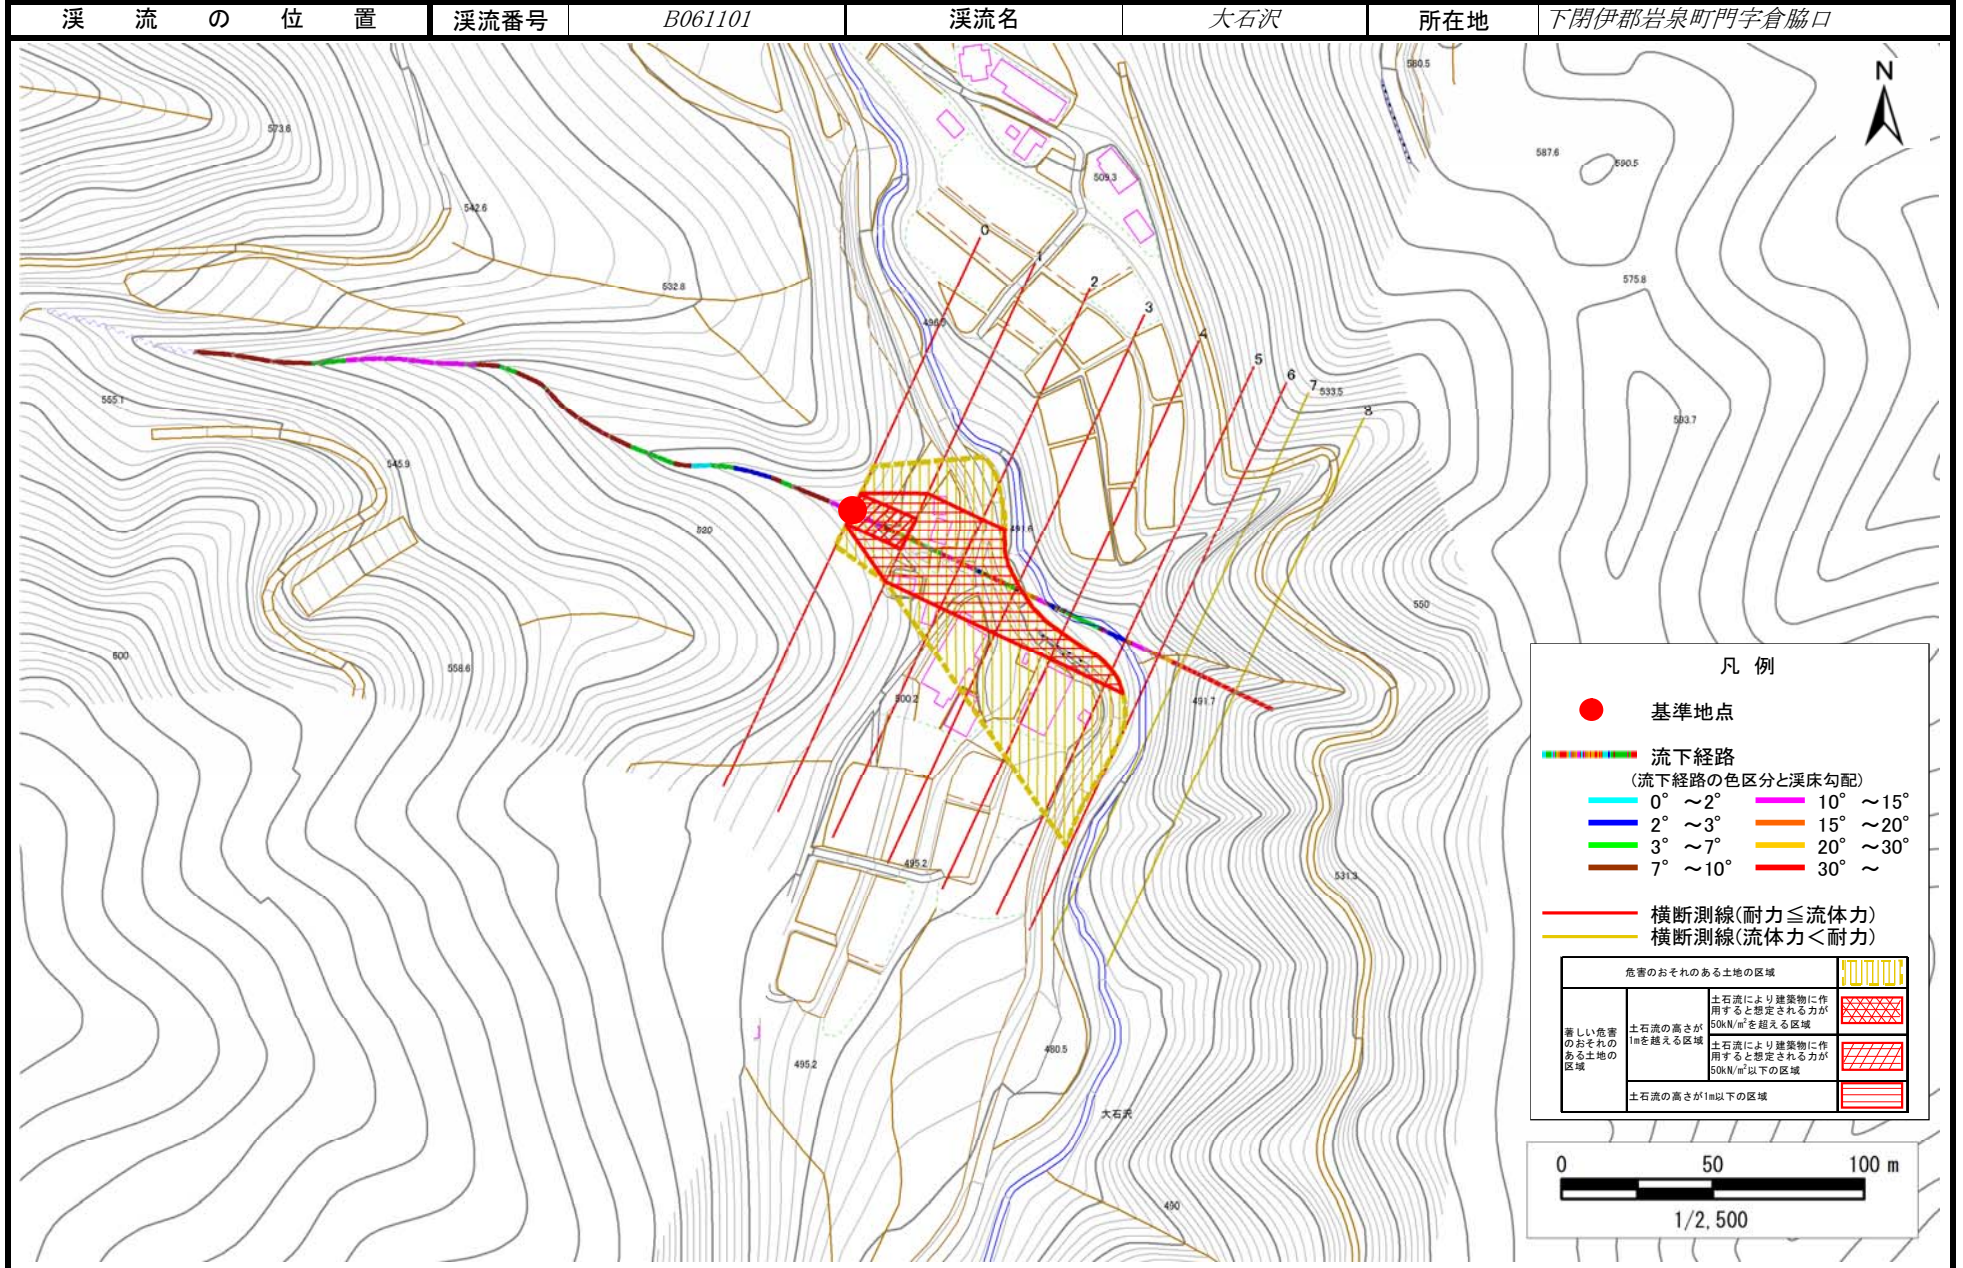 渓流の位置 渓流番号 B061101 渓流名 大石沢 所在地 下閉伊郡岩泉町門字倉脇口
580.5
N
573.6
587.6
590.5
509.3
542.6
0
1
575.8
532.8
2
3
496.5
4
5
6
7
533.5
555.1
8
593.7
545.9
520
491.6
550
600
558.6
500.2
491.7
495.2
531.3
480.5
495.2
大石沢
490
凡 例
基準地点
流下経路
(流下経路の色区分と渓床勾配)
0° ~2° 10° ~15°
2° ~3° 15° ~20°
3° ~7° 20° ~30°
7° ~10° 30° ~
横断測線(耐力≦流体力)
横断測線(流体力<耐力)
危害のおそれのある土地の区域
著しい危害
のおそれの
ある土地の
区域
土石流の高さが
1mを越える区域
土石流により建築物に作
用すると想定される力が
50kN/m²を超える区域
土石流により建築物に作
用すると想定される力が
50kN/m²以下の区域
土石流の高さが1m以下の区域
0 50 100 m
1/2,500